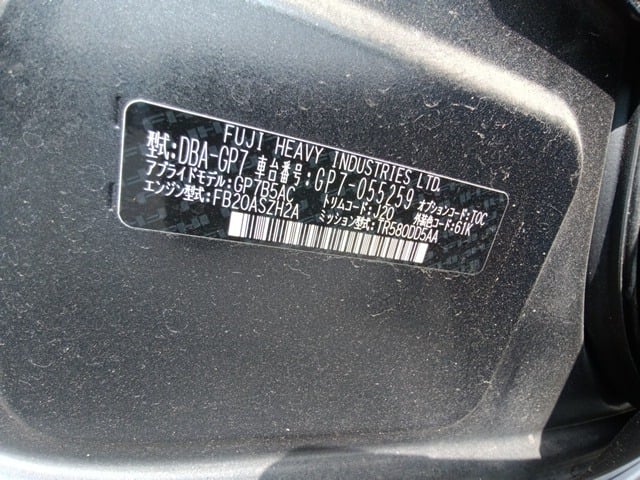 FUJI HEAVY INDUSTRIES LTD.
型式:DBA-GP7 車台番号:GP7-055259
アプライドモデル:GP7B5AC オプションコード:TOC
トリムコード:J20 外装色コード:61K
エンジン型式:FB20ASZH2A ミッション型式:TR580DD5AA